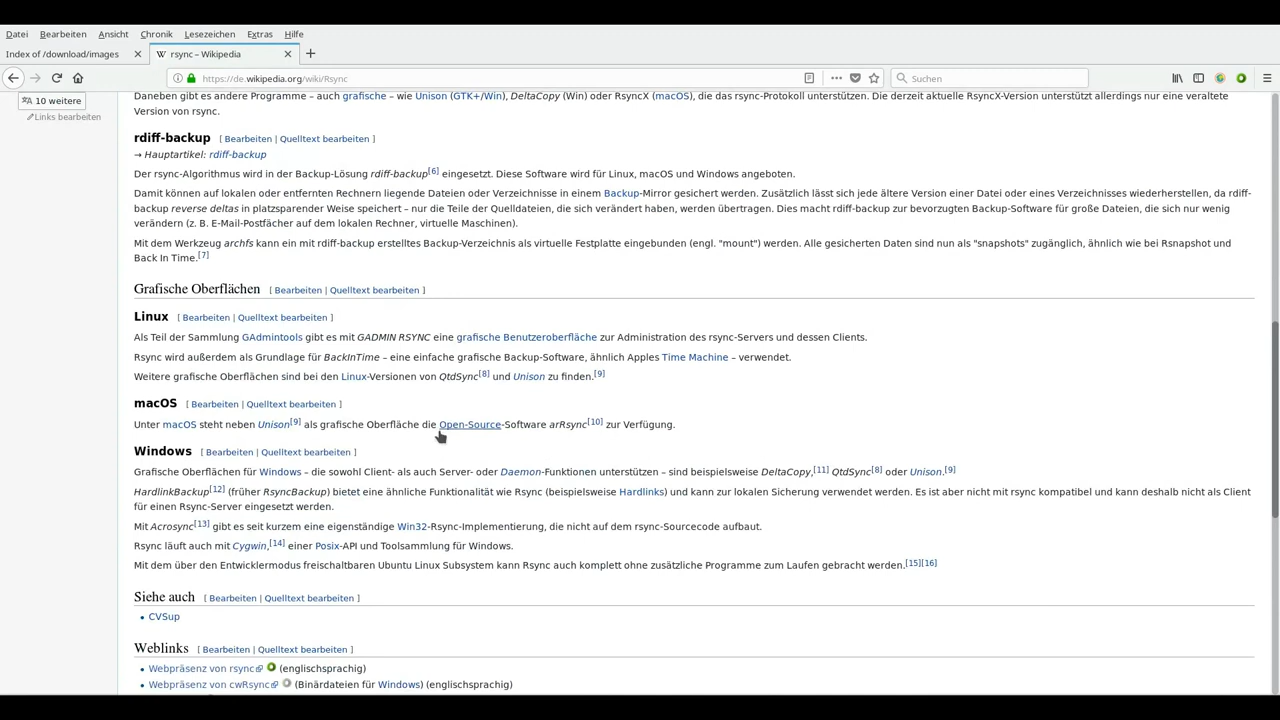 Datei Bearbeiten Ansicht Chronik Lesezeichen Extras Hilfe
Index of /download/images
W rsync – Wikipedia
https://de.wikipedia.org/wiki/Rsync
Suchen
10 weitere
Links bearbeiten
Daneben gibt es andere Programme – auch grafische – wie Unison (GTK+/Win), DeltaCopy (Win) oder RsyncX (macOS), die das rsync-Protokoll unterstützen. Die derzeit aktuelle RsyncX-Version unterstützt allerdings nur eine veraltete
Version von rsync.
rdiff-backup [ Bearbeiten | Quelltext bearbeiten ]
→ Hauptartikel: rdiff-backup
Der rsync-Algorithmus wird in der Backup-Lösung rdiff-backup[6] eingesetzt. Diese Software wird für Linux, macOS und Windows angeboten.
Damit können auf lokalen oder entfernten Rechnern liegende Dateien oder Verzeichnisse in einem Backup-Mirror gesichert werden. Zusätzlich lässt sich jede ältere Version einer Datei oder eines Verzeichnisses wiederherstellen, da rdiff-
backup reverse deltas in platzsparender Weise speichert – nur die Teile der Quelldateien, die sich verändert haben, werden übertragen. Dies macht rdiff-backup zur bevorzugten Backup-Software für große Dateien, die sich nur wenig
verändern (z. B. E-Mail-Postfächer auf dem lokalen Rechner, virtuelle Maschinen).
Mit dem Werkzeug archfs kann ein mit rdiff-backup erstelltes Backup-Verzeichnis als virtuelle Festplatte eingebunden (engl. "mount") werden. Alle gesicherten Daten sind nun als "snapshots" zugänglich, ähnlich wie bei Rsnapshot und
Back In Time.[7]
Grafische Oberflächen [ Bearbeiten | Quelltext bearbeiten ]
Linux [ Bearbeiten | Quelltext bearbeiten ]
Als Teil der Sammlung GAdmintools gibt es mit GADMIN RSYNC eine grafische Benutzeroberfläche zur Administration des rsync-Servers und dessen Clients.
Rsync wird außerdem als Grundlage für BackInTime – eine einfache grafische Backup-Software, ähnlich Apples Time Machine – verwendet.
Weitere grafische Oberflächen sind bei den Linux-Versionen von QtdSync[8] und Unison zu finden.[9]
macOS [ Bearbeiten | Quelltext bearbeiten ]
Unter macOS steht neben Unison[9] als grafische Oberfläche die Open-Source-Software arRsync[10] zur Verfügung.
Windows [ Bearbeiten | Quelltext bearbeiten ]
Grafische Oberflächen für Windows – die sowohl Client- als auch Server- oder Daemon-Funktionen unterstützen – sind beispielsweise DeltaCopy,[11] QtdSync[8] oder Unison.[9]
HardlinkBackup[12] (früher RsyncBackup) bietet eine ähnliche Funktionalität wie Rsync (beispielsweise Hardlinks) und kann zur lokalen Sicherung verwendet werden. Es ist aber nicht mit rsync kompatibel und kann deshalb nicht als Client
für einen Rsync-Server eingesetzt werden.
Mit Acrosync[13] gibt es seit kurzem eine eigenständige Win32-Rsync-Implementierung, die nicht auf dem rsync-Sourcecode aufbaut.
Rsync läuft auch mit Cygwin,[14] einer Posix-API und Toolsammlung für Windows.
Mit dem über den Entwicklermodus freischaltbaren Ubuntu Linux Subsystem kann Rsync auch komplett ohne zusätzliche Programme zum Laufen gebracht werden.[15][16]
Siehe auch [ Bearbeiten | Quelltext bearbeiten ]
• CVSup
Weblinks [ Bearbeiten | Quelltext bearbeiten ]
• Webpräsenz von rsync (englischsprachig)
• Webpräsenz von cwRsync (Binärdateien für Windows) (englischsprachig)